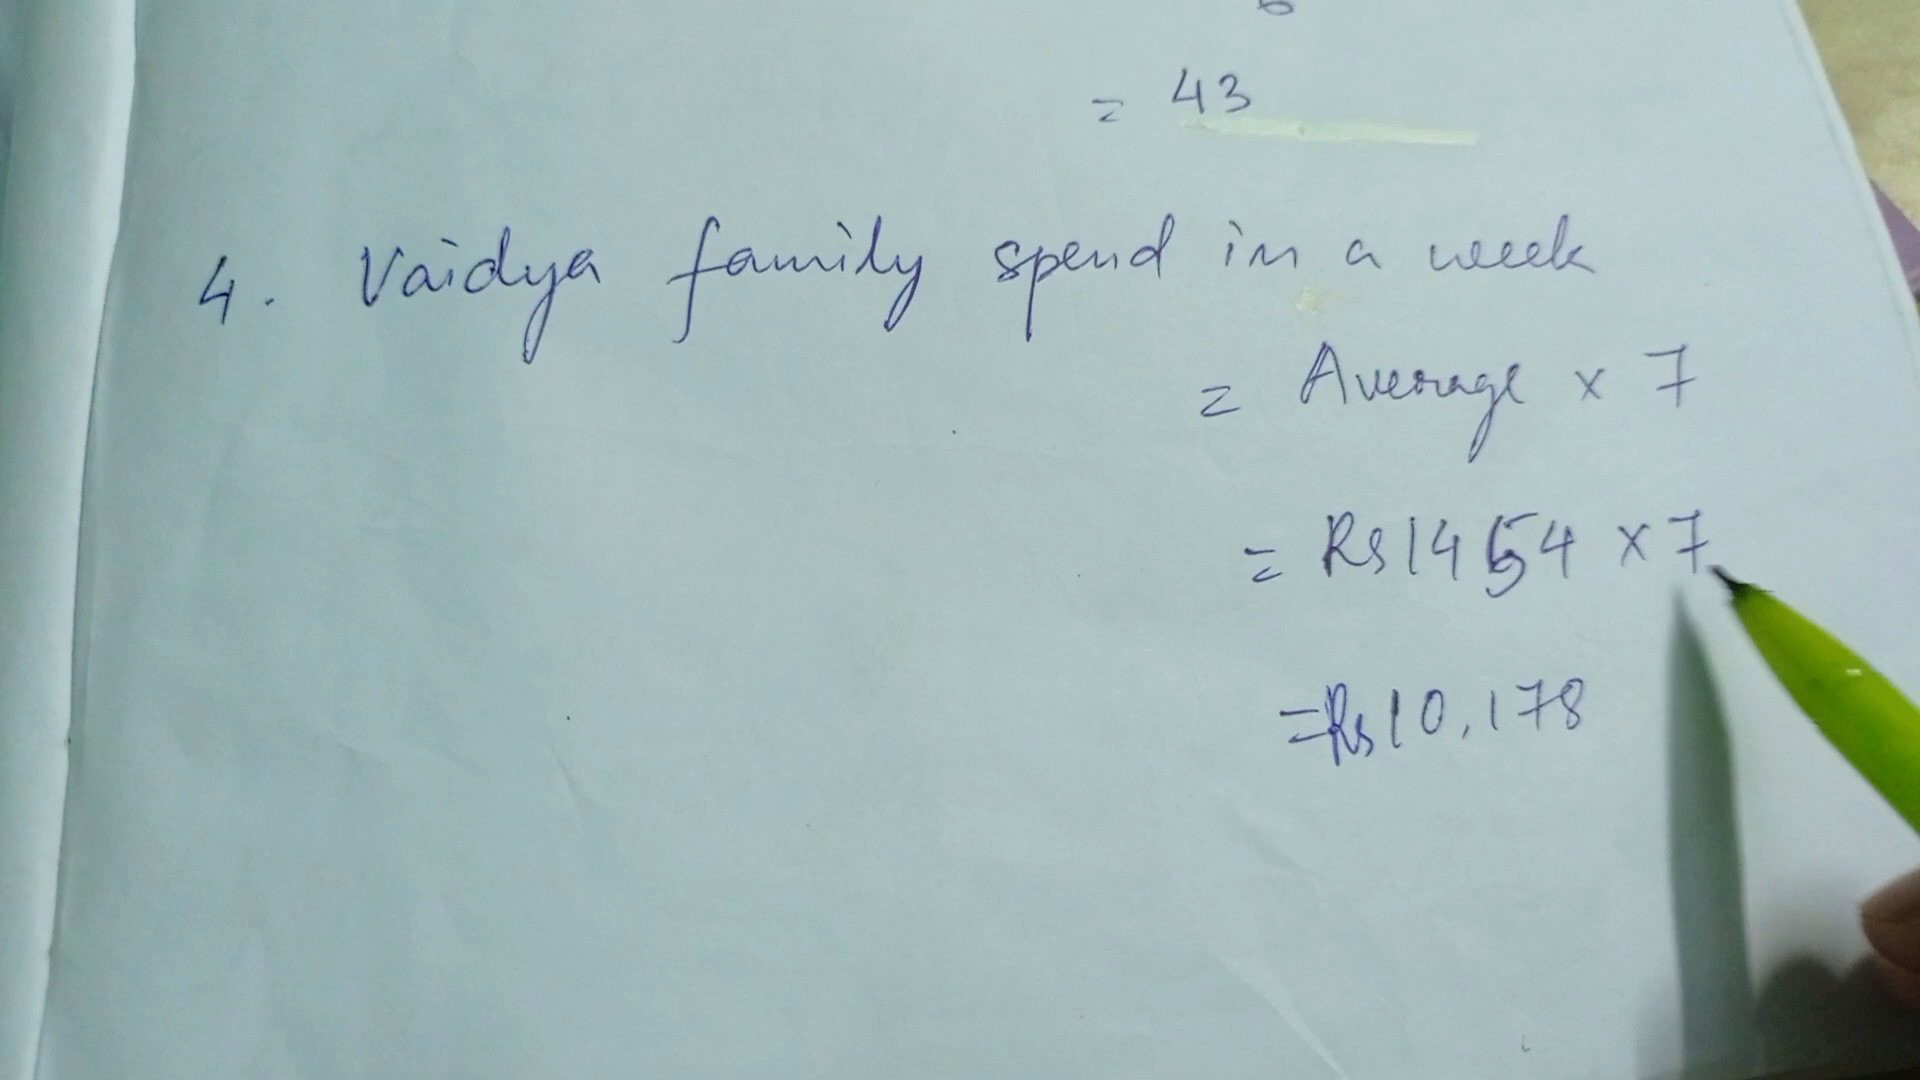 = 43
4. Vaidya family spend in a week
= Average x 7
= Rs 1454 x 7
= Rs 10,178